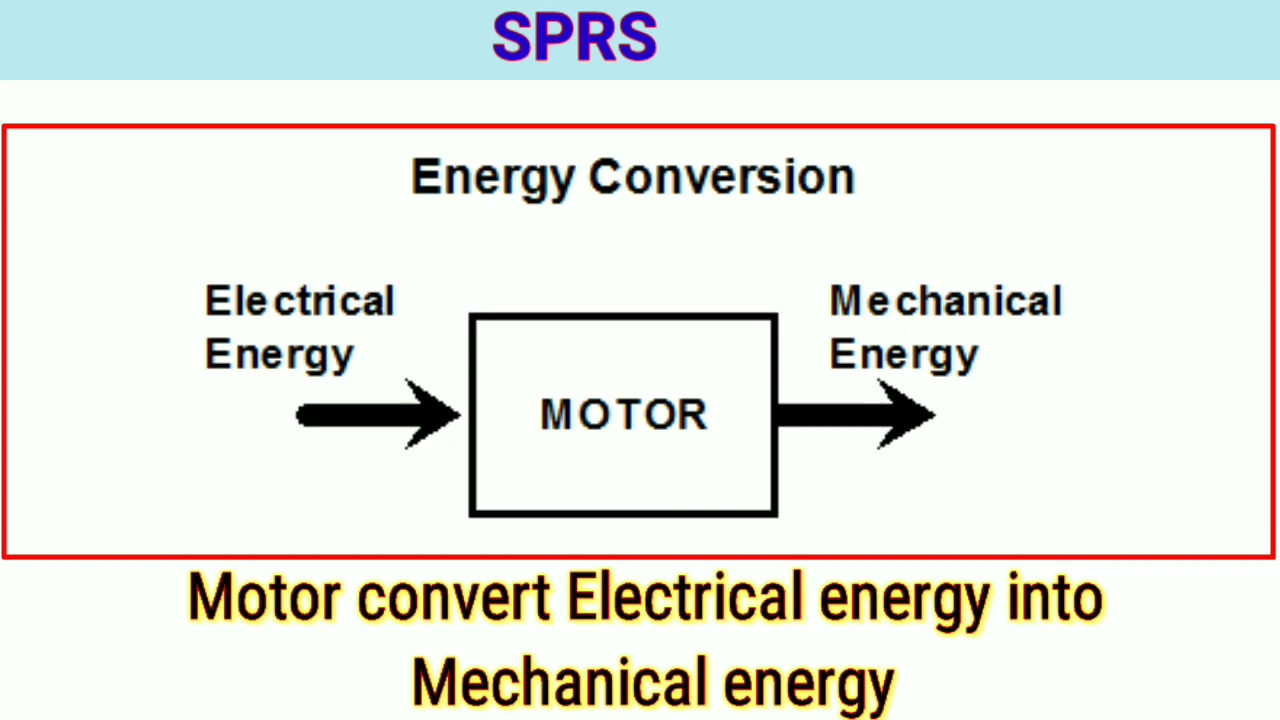 SPRS
Energy Conversion
Electrical
Energy
Mechanical
Energy
MOTOR
Motor convert Electrical energy into
Mechanical energy